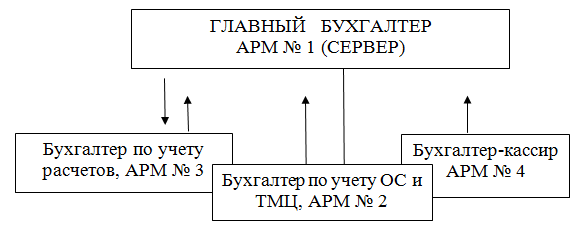 ГЛАВНЫЙ БУХГАЛТЕР
АРМ № 1 (СЕРВЕР)
Бухгалтер по учету
расчетов, АРМ № 3
Бухгалтер по учету ОС и
ТМЦ, АРМ № 2
Бухгалтер-кассир
АРМ № 4